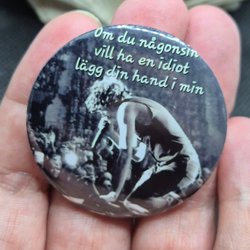 Om du någonsin
vill ha en idiot
lägg din hand i min